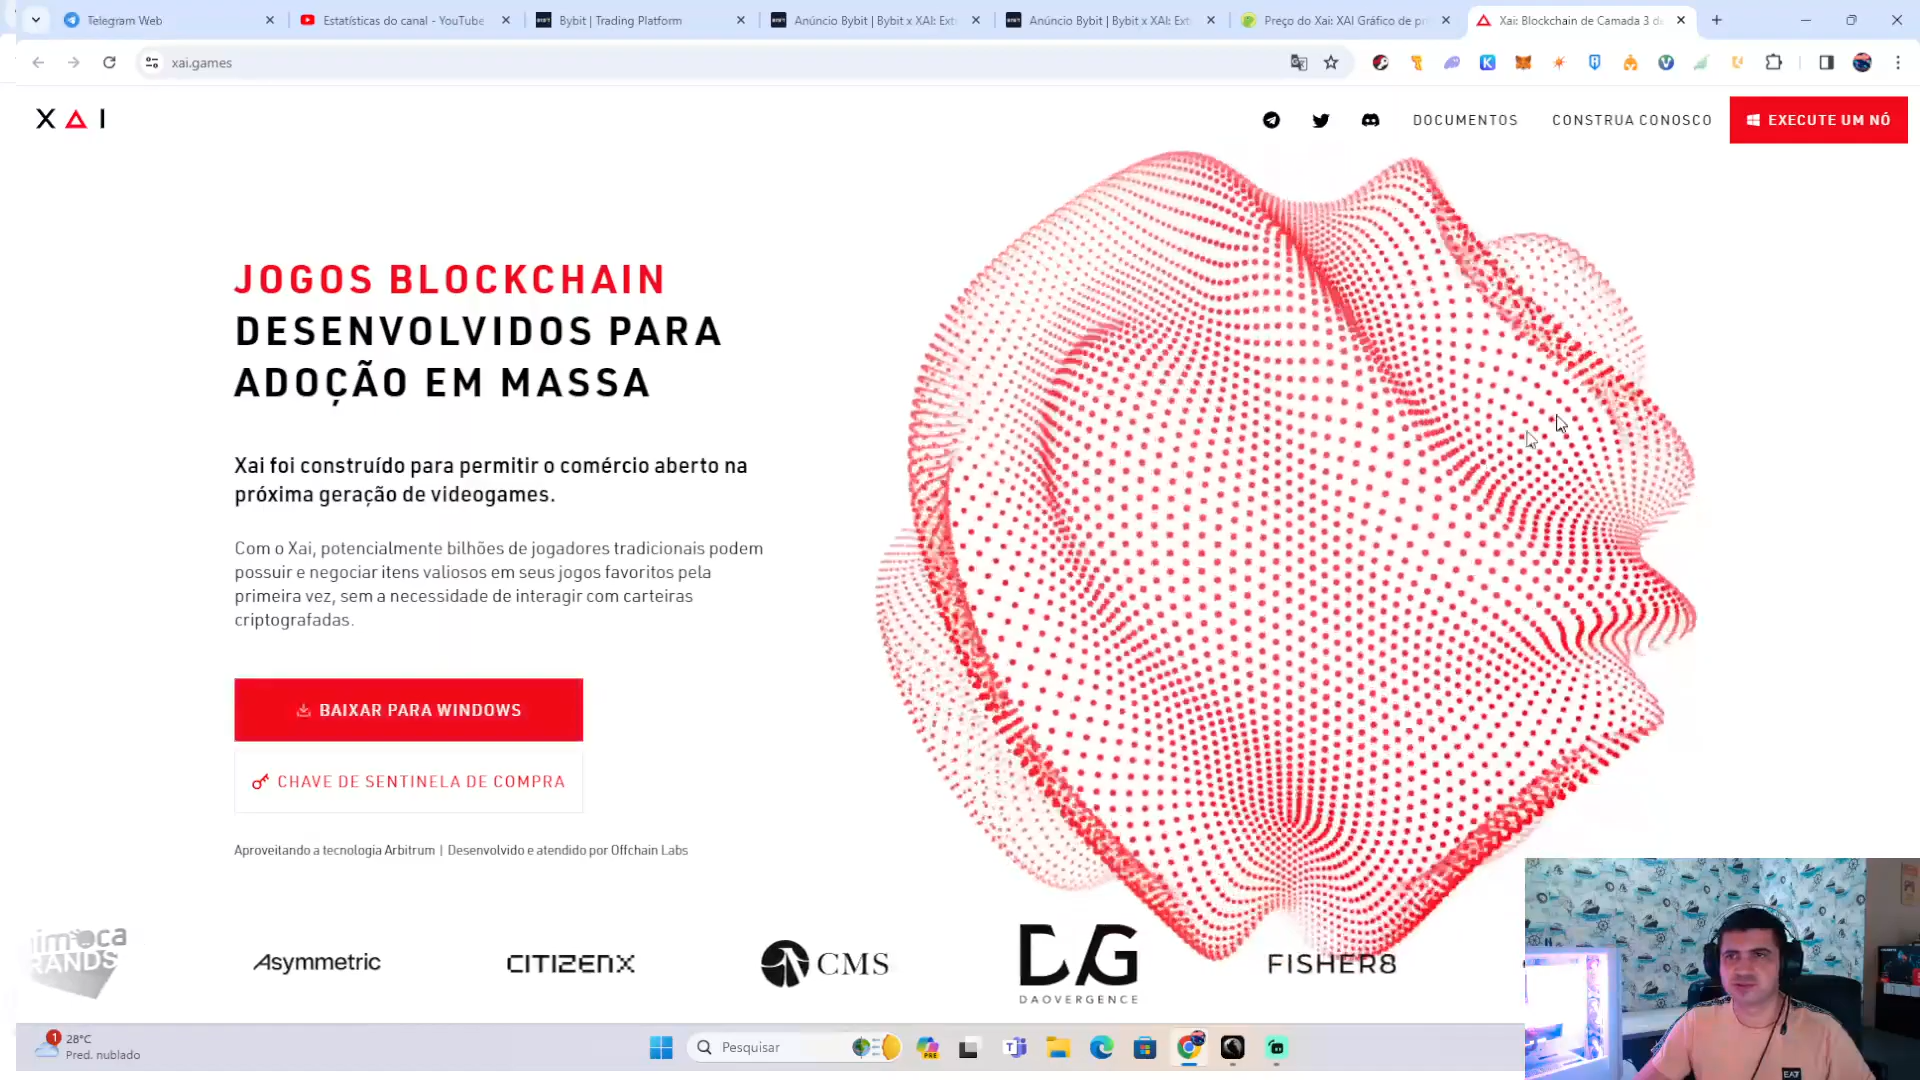 Telegram Web
Estatísticas do canal - YouTube
Bybit | Trading Platform
Anúncio Bybit | Bybit x XAI: Ext
Anúncio Bybit | Bybit x XAI: Ext
Preço do Xai: XAI Gráfico de pr
Xai: Blockchain de Camada 3 d
xai.games
X I
DOCUMENTOS
CONSTRUA CONOSCO
EXECUTE UM NÓ
JOGOS BLOCKCHAIN
DESENVOLVIDOS PARA
ADOÇÃO EM MASSA
Xai foi construído para permitir o comércio aberto na
próxima geração de videogames.
Com o Xai, potencialmente bilhões de jogadores tradicionais podem
possuir e negociar itens valiosos em seus jogos favoritos pela
primeira vez, sem a necessidade de interagir com carteiras
criptografadas.
BAIXAR PARA WINDOWS
CHAVE DE SENTINELA DE COMPRA
Aproveitando a tecnologia Arbitrum | Desenvolvido e atendido por Offchain Labs
imoca
RANDS
Asymmetric
CITIZENX
CMS
DAOVERGENCE
FISHER8
1
28°C
Pred. nublado
Pesquisar
PRE
EA7